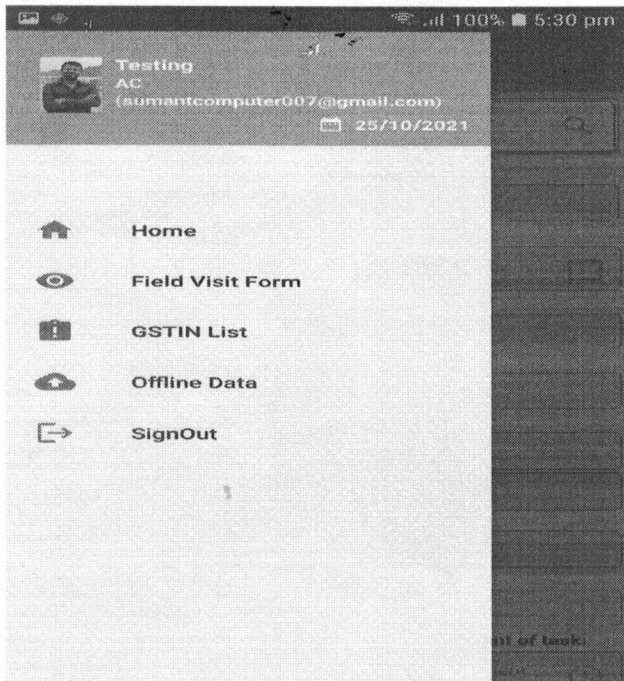 100% 5:30 pm
Testing
AC
(sumantcomputer007@gmail.com)
25/10/2021
Home
Field Visit Form
GSTIN List
Offline Data
SignOut
nt of task: